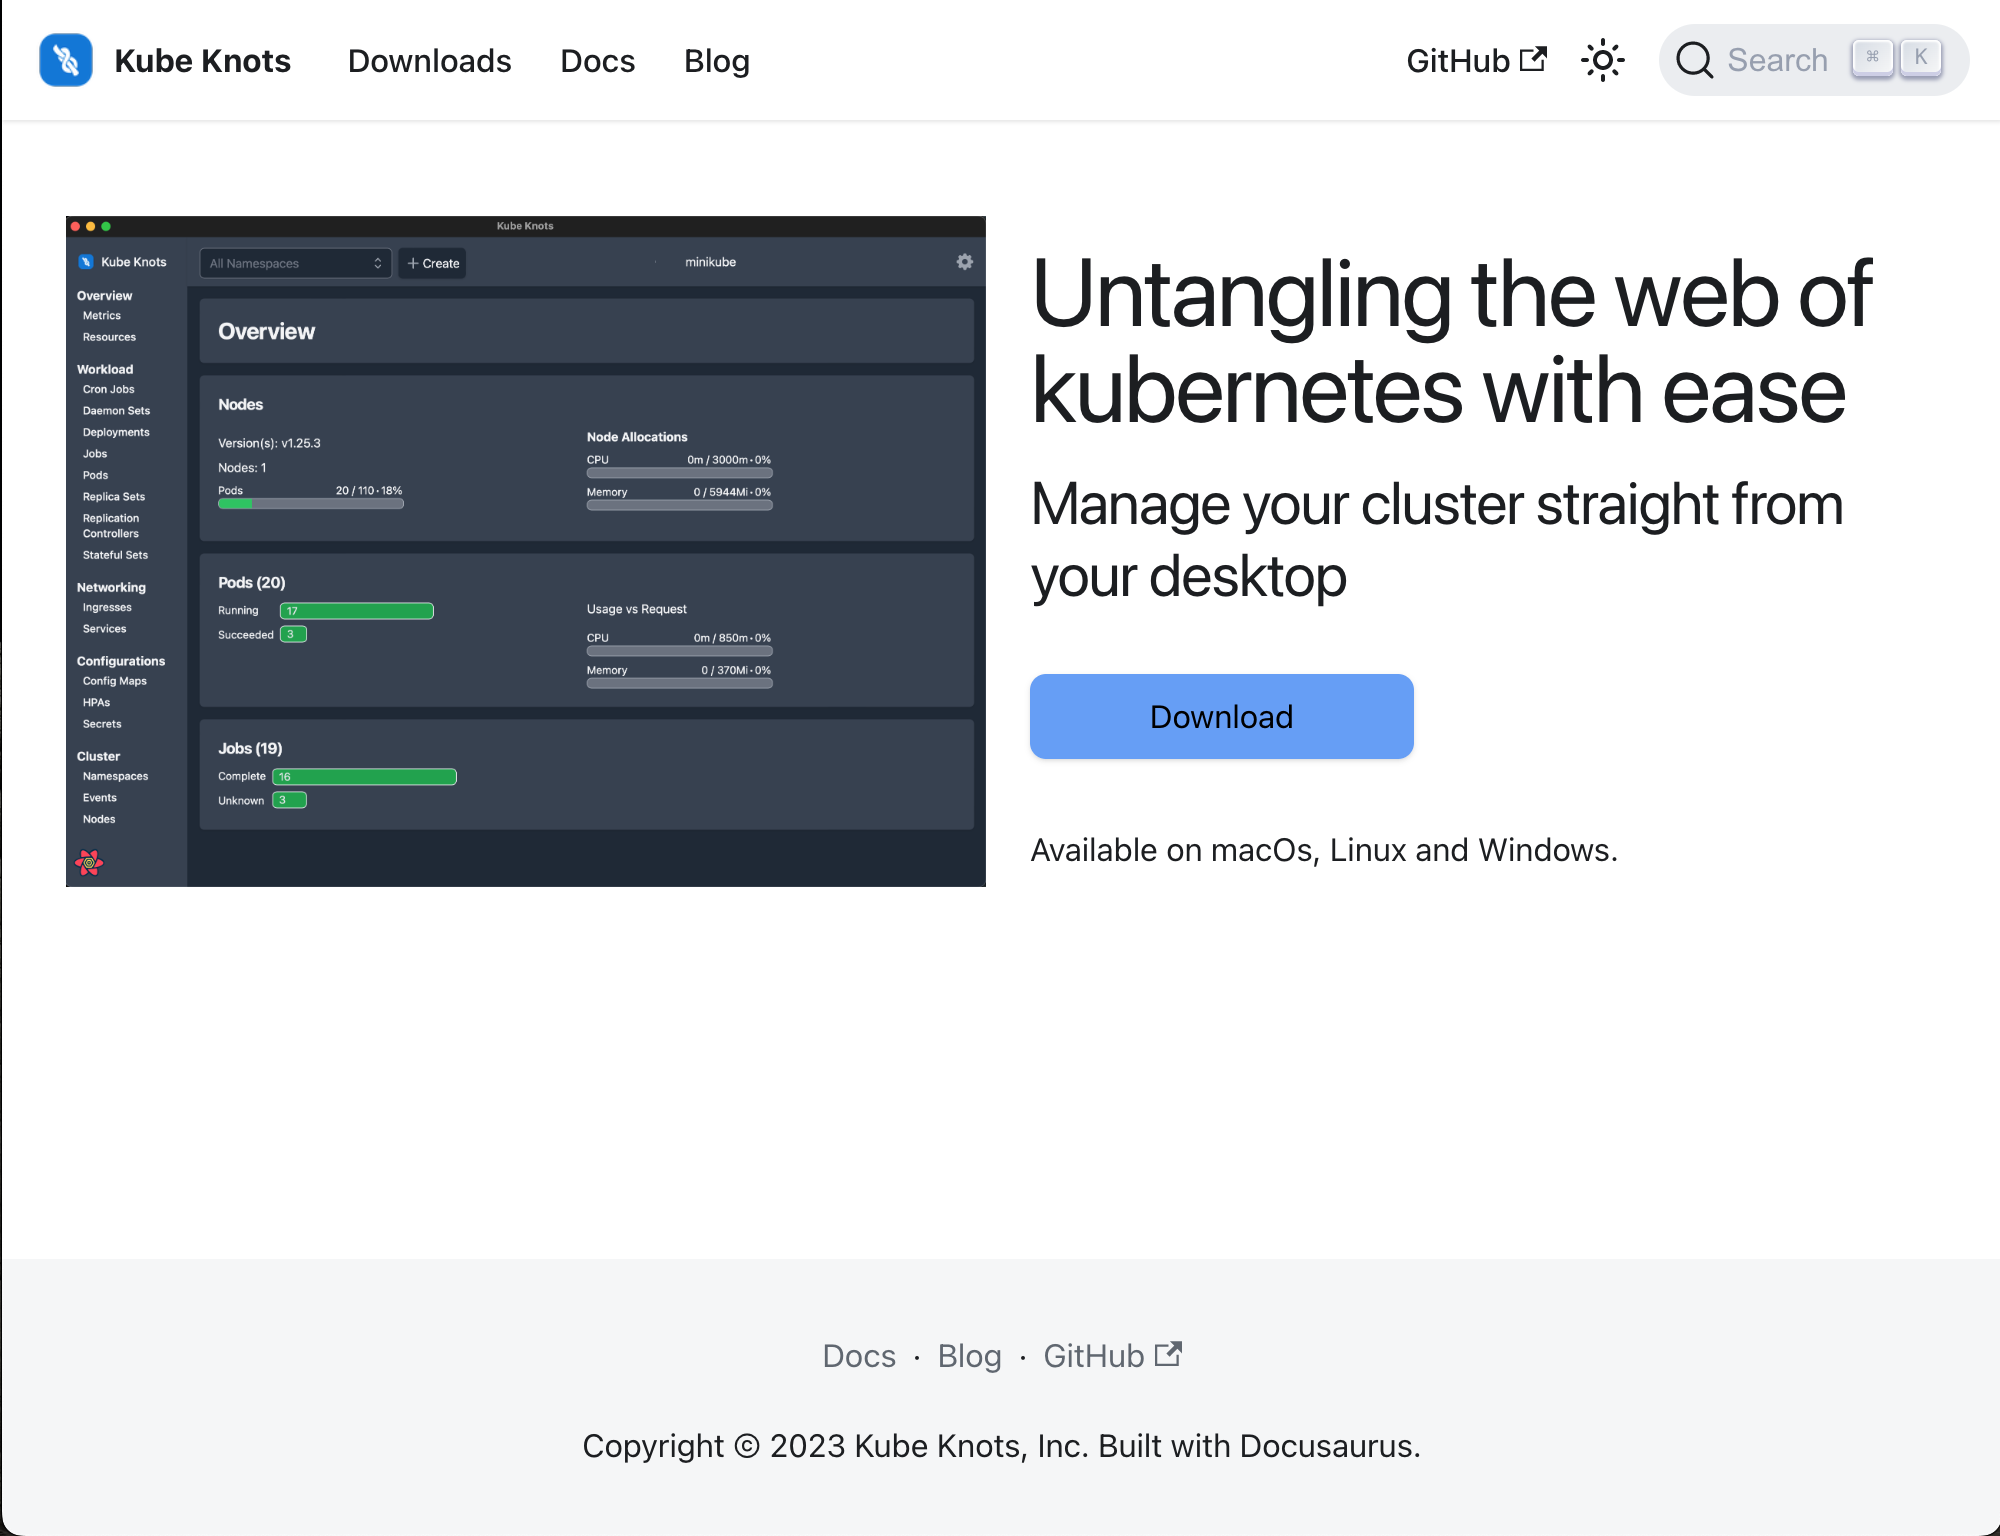 Kube Knots
Downloads
Docs
Blog
GitHub
Search
⌘
K
Kube Knots
Kube Knots
All Namespaces
+ Create
minikube
Overview
Metrics
Resources
Workload
Cron Jobs
Daemon Sets
Deployments
Jobs
Pods
Replica Sets
Replication
Controllers
Stateful Sets
Networking
Ingresses
Services
Configurations
Config Maps
HPAs
Secrets
Cluster
Namespaces
Events
Nodes
Overview
Nodes
Version(s): v1.25.3
Nodes: 1
Pods 20 / 110 • 18%
Node Allocations
CPU 0m / 3000m • 0%
Memory 0 / 5944Mi • 0%
Pods (20)
Running 17
Succeeded 3
Usage vs Request
CPU 0m / 850m • 0%
Memory 0 / 370Mi • 0%
Jobs (19)
Complete 16
Unknown 3
Untangling the web of
kubernetes with ease
Manage your cluster straight from
your desktop
Download
Available on macOs, Linux and Windows.
Docs · Blog · GitHub
Copyright © 2023 Kube Knots, Inc. Built with Docusaurus.